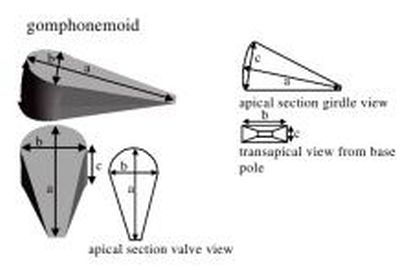 gomphonemoid
b
a
c
a
apical section girdle view
b
c
transapical view from base
pole
b
c
a
b
a
apical section valve view